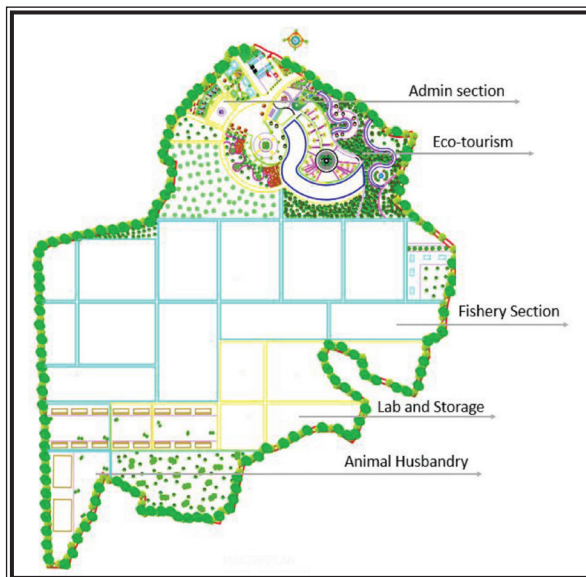 Admin section
Eco-tourism
Fishery Section
Lab and Storage
Animal Husbandry